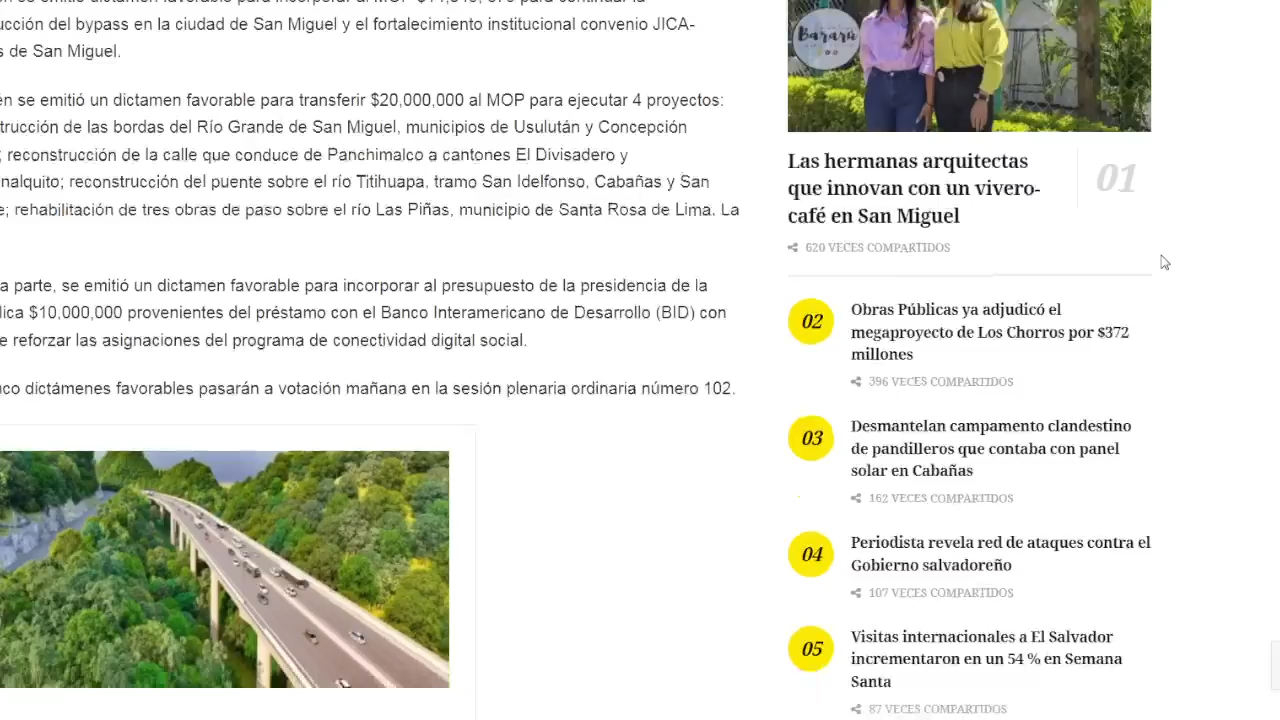 ucción del bypass en la ciudad de San Miguel y el fortalecimiento institucional convenio JICA-
s de San Miguel.
én se emitió un dictamen favorable para transferir $20,000,000 al MOP para ejecutar 4 proyectos:
trucción de las bordas del Río Grande de San Miguel, municipios de Usulután y Concepción
; reconstrucción de la calle que conduce de Panchimalco a cantones El Divisadero y
nalquito; reconstrucción del puente sobre el río Titihuapa, tramo San Idelfonso, Cabañas y San
e; rehabilitación de tres obras de paso sobre el río Las Piñas, municipio de Santa Rosa de Lima. La
a parte, se emitió un dictamen favorable para incorporar al presupuesto de la presidencia de la
lica $10,000,000 provenientes del préstamo con el Banco Interamericano de Desarrollo (BID) con
e reforzar las asignaciones del programa de conectividad digital social.
nco dictámenes favorables pasarán a votación mañana en la sesión plenaria ordinaria número 102.
Bararú
Las hermanas arquitectas
que innovan con un vivero-
café en San Miguel
01
620 VECES COMPARTIDOS
02
Obras Públicas ya adjudicó el
megaproyecto de Los Chorros por $372
millones
396 VECES COMPARTIDOS
03
Desmantelan campamento clandestino
de pandilleros que contaba con panel
solar en Cabañas
162 VECES COMPARTIDOS
04
Periodista revela red de ataques contra el
Gobierno salvadoreño
107 VECES COMPARTIDOS
05
Visitas internacionales a El Salvador
incrementaron en un 54 % en Semana
Santa
87 VECES COMPARTIDOS